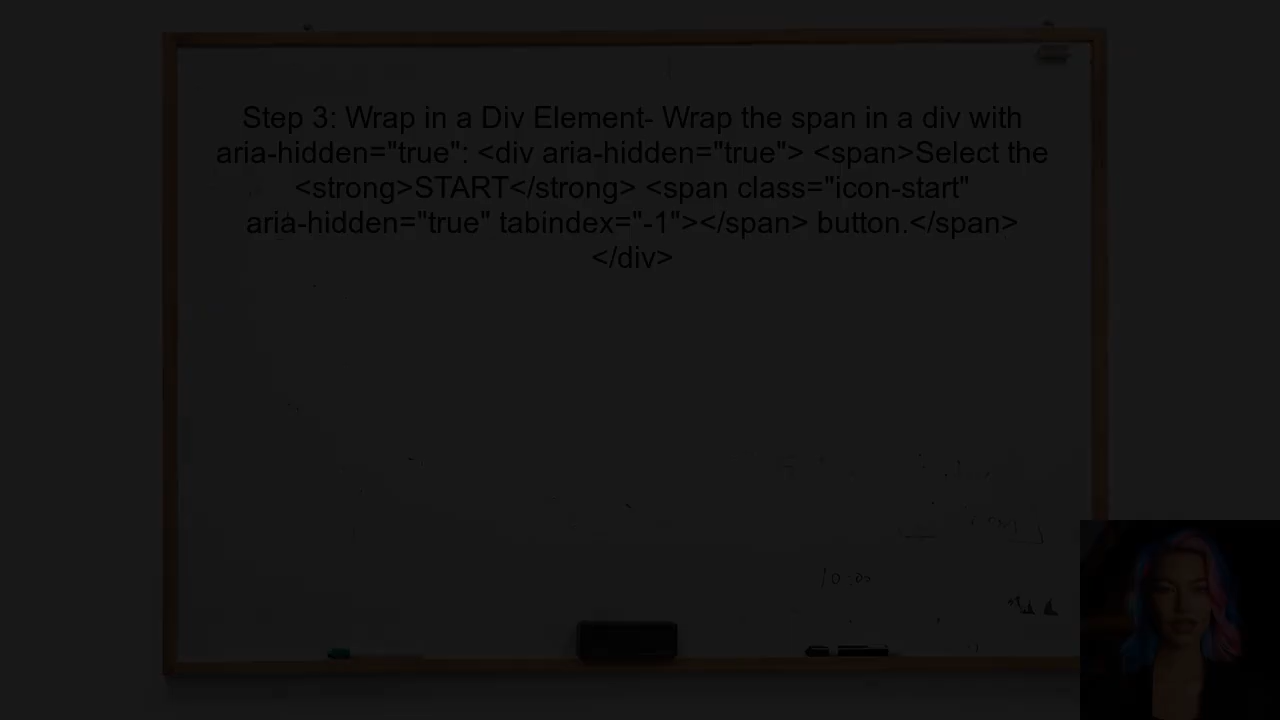 Step 3: Wrap in a Div Element- Wrap the span in a div with
aria-hidden="true": <div aria-hidden="true"> <span>Select the
<strong>START</strong> <span class="icon-start"
aria-hidden="true" tabindex="-1"></span> button.</span>
</div>
10:00